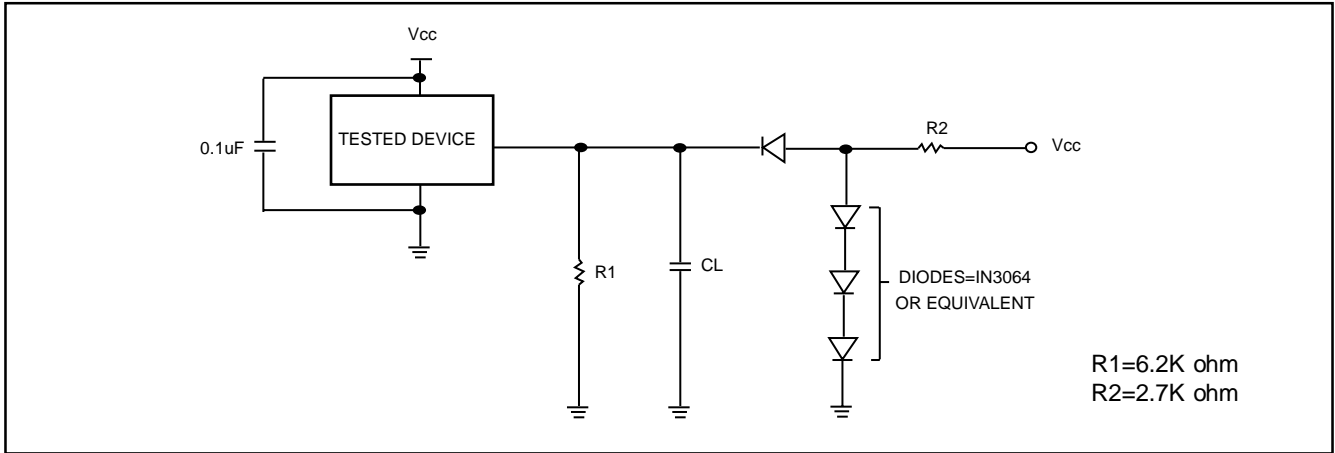 Vcc
TESTED DEVICE
0.1uF
R2
Vcc
R1
CL
DIODES=IN3064
OR EQUIVALENT
R1=6.2K ohm
R2=2.7K ohm